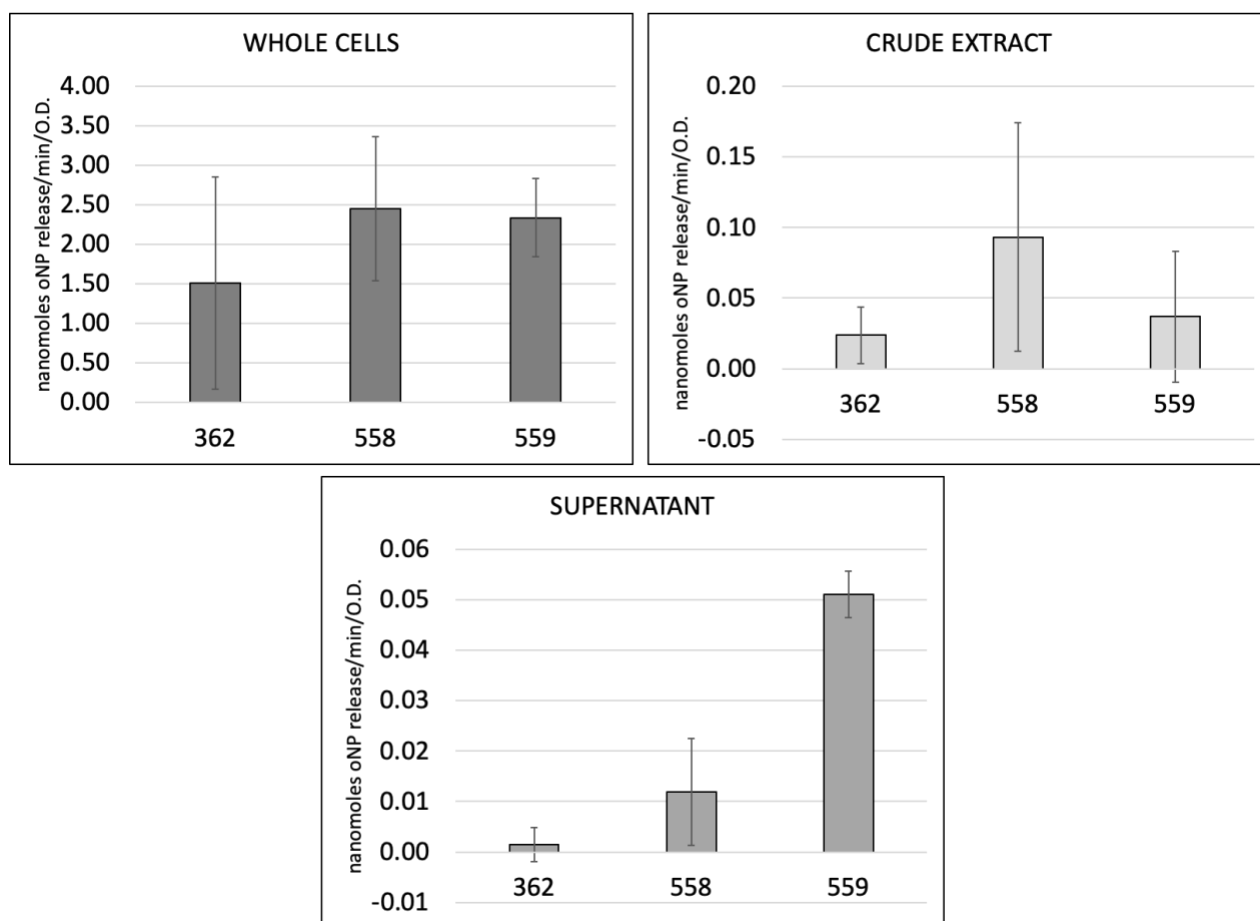 WHOLE CELLS
nanomoles oNP release/min/O.D.
4.00
3.50
3.00
2.50
2.00
1.50
1.00
0.50
0.00
362 558 559
CRUDE EXTRACT
nanomoles oNP release/min/O.D.
0.20
0.15
0.10
0.05
0.00
-0.05
362 558 559
SUPERNATANT
nanomoles oNP release/min/O.D.
0.06
0.05
0.04
0.03
0.02
0.01
0.00
-0.01
362 558 559